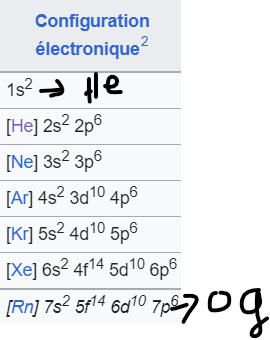 Configuration
électronique²
1s² → He
[He] 2s² 2p⁶
[Ne] 3s² 3p⁶
[Ar] 4s² 3d¹⁰ 4p⁶
[Kr] 5s² 4d¹⁰ 5p⁶
[Xe] 6s² 4f¹⁴ 5d¹⁰ 6p⁶
[Rn] 7s² 5f¹⁴ 6d¹⁰ 7p⁶ → Og